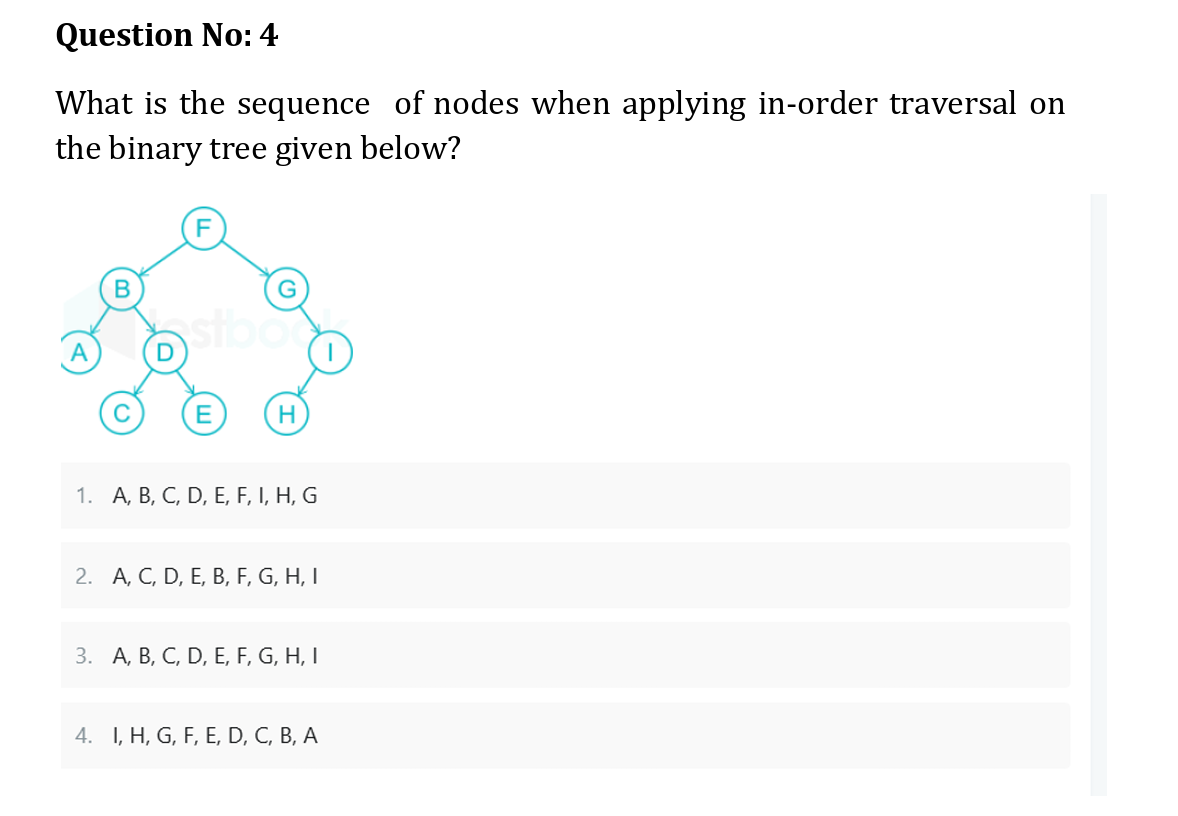 Question No: 4
What is the sequence of nodes when applying in-order traversal on
the binary tree given below?
F
B G
testbook
A D I
C E H
1. A, B, C, D, E, F, I, H, G
2. A, C, D, E, B, F, G, H, I
3. A, B, C, D, E, F, G, H, I
4. I, H, G, F, E, D, C, B, A